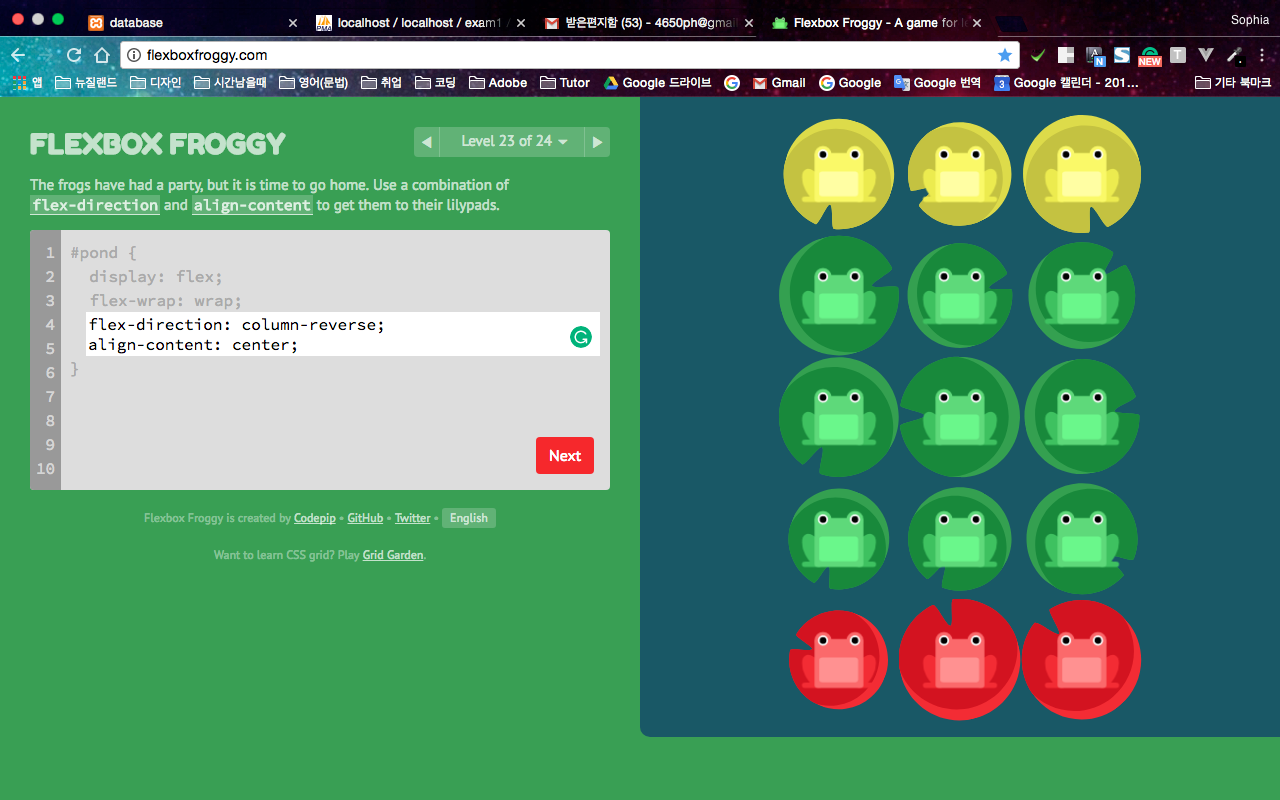 database
localhost / localhost / exam1 /
받은편지함 (53) - 4650ph@gmail
Flexbox Froggy - A game for l
Sophia
flexboxfroggy.com
N
NEW
T
앱 뉴질랜드 디자인 시간남을때 영어(문법) 취업 코딩 Adobe Tutor Google 드라이브 Gmail Google Google 번역 3 Google 캘린더 - 201… 기타 북마크
FLEXBOX FROGGY
Level 23 of 24
The frogs have had a party, but it is time to go home. Use a combination of
flex-direction and align-content to get them to their lilypads.
1 #pond {
2 display: flex;
3 flex-wrap: wrap;
4 flex-direction: column-reverse;
5 align-content: center;
6 }
7
8
9
10
Next
Flexbox Froggy is created by Codepip • GitHub • Twitter • English
Want to learn CSS grid? Play Grid Garden.